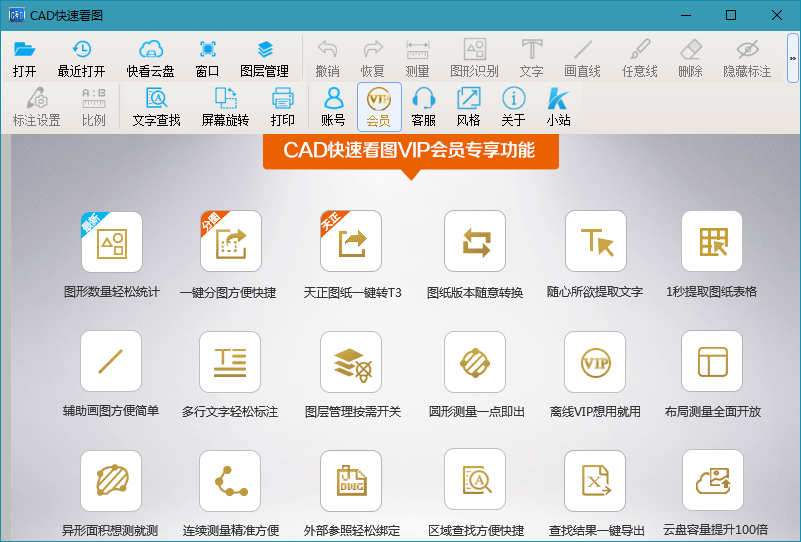 CAD快速看图
打开 最近打开 快看云盘 窗口 图层管理 撤销 恢复 测量 图形识别 文字 画直线 任意线 删除 隐藏标注
标注设置 比例 文字查找 屏幕旋转 打印 账号 会员 客服 风格 关于 小站
CAD快速看图VIP会员专享功能
最新 分图 天正
图形数量轻松统计 一键分图方便快捷 天正图纸一键转T3 图纸版本随意转换 随心所欲提取文字 1秒提取图纸表格
VIP
辅助画图方便简单 多行文字轻松标注 图层管理按需开关 圆形测量一点即出 离线VIP想用就用 布局测量全面开放
DWG
异形面积想测就测 连续测量精准方便 外部参照轻松绑定 区域查找方便快捷 查找结果一键导出 云盘容量提升100倍